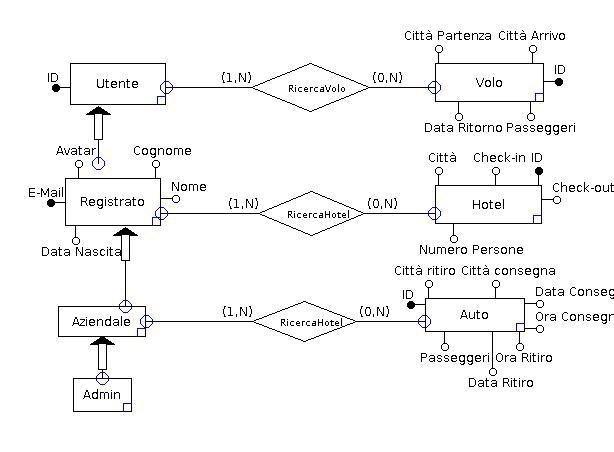 Città Partenza Città Arrivo
ID Utente (1,N) RicercaVolo (0,N) Volo ID
Data Ritorno Passeggeri
Avatar Cognome Città Check-in ID
E-Mail Registrato Nome (1,N) RicercaHotel (0,N) Hotel Check-out
Data Nascita Numero Persone
Città ritiro Città consegna
ID Data Conseg
Aziendale (1,N) RicercaHotel (0,N) Auto Ora Consegn
Passeggeri Ora Ritiro
Data Ritiro
Admin